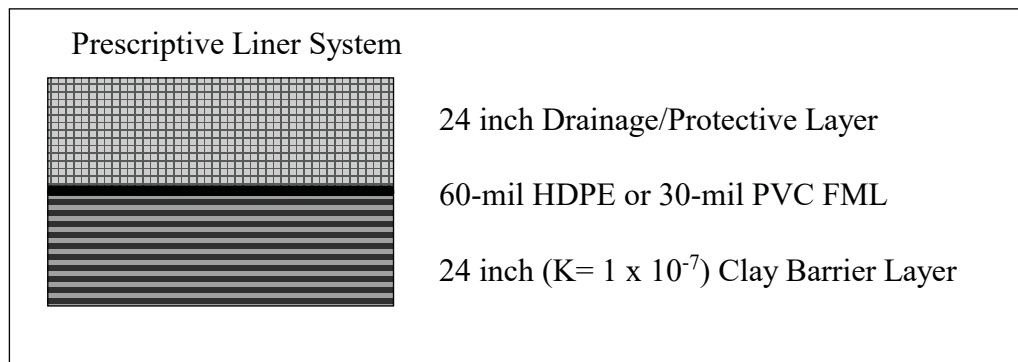 Prescriptive Liner System
24 inch Drainage/Protective Layer
60-mil HDPE or 30-mil PVC FML
24 inch (K= 1 x 10⁻⁷) Clay Barrier Layer